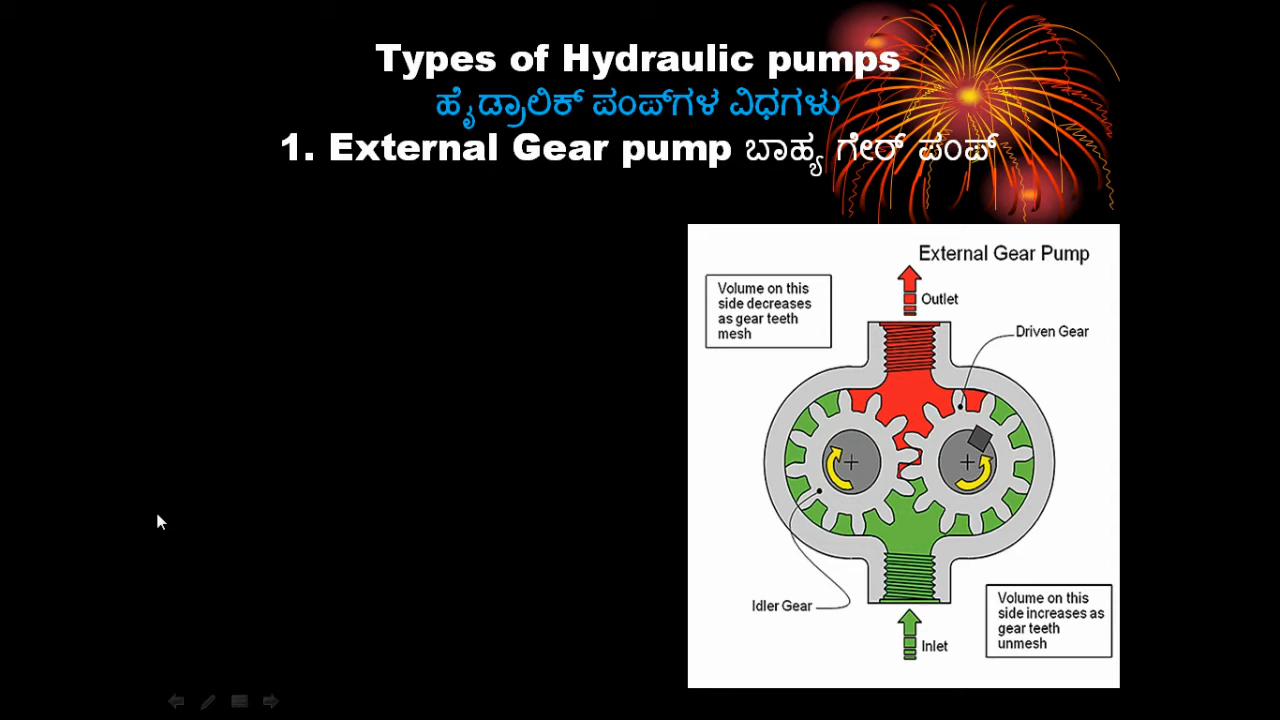 Types of Hydraulic pumps
ಹೈಡ್ರಾಲಿಕ್ ಪಂಪ್‌ಗಳ ವಿಧಗಳು
1. External Gear pump ಬಾಹ್ಯ ಗೇರ್ ಪಂಪ್
External Gear Pump
Volume on this
side decreases
as gear teeth
mesh
Outlet
Driven Gear
Idler Gear
Volume on this
side increases as
gear teeth
unmesh
Inlet